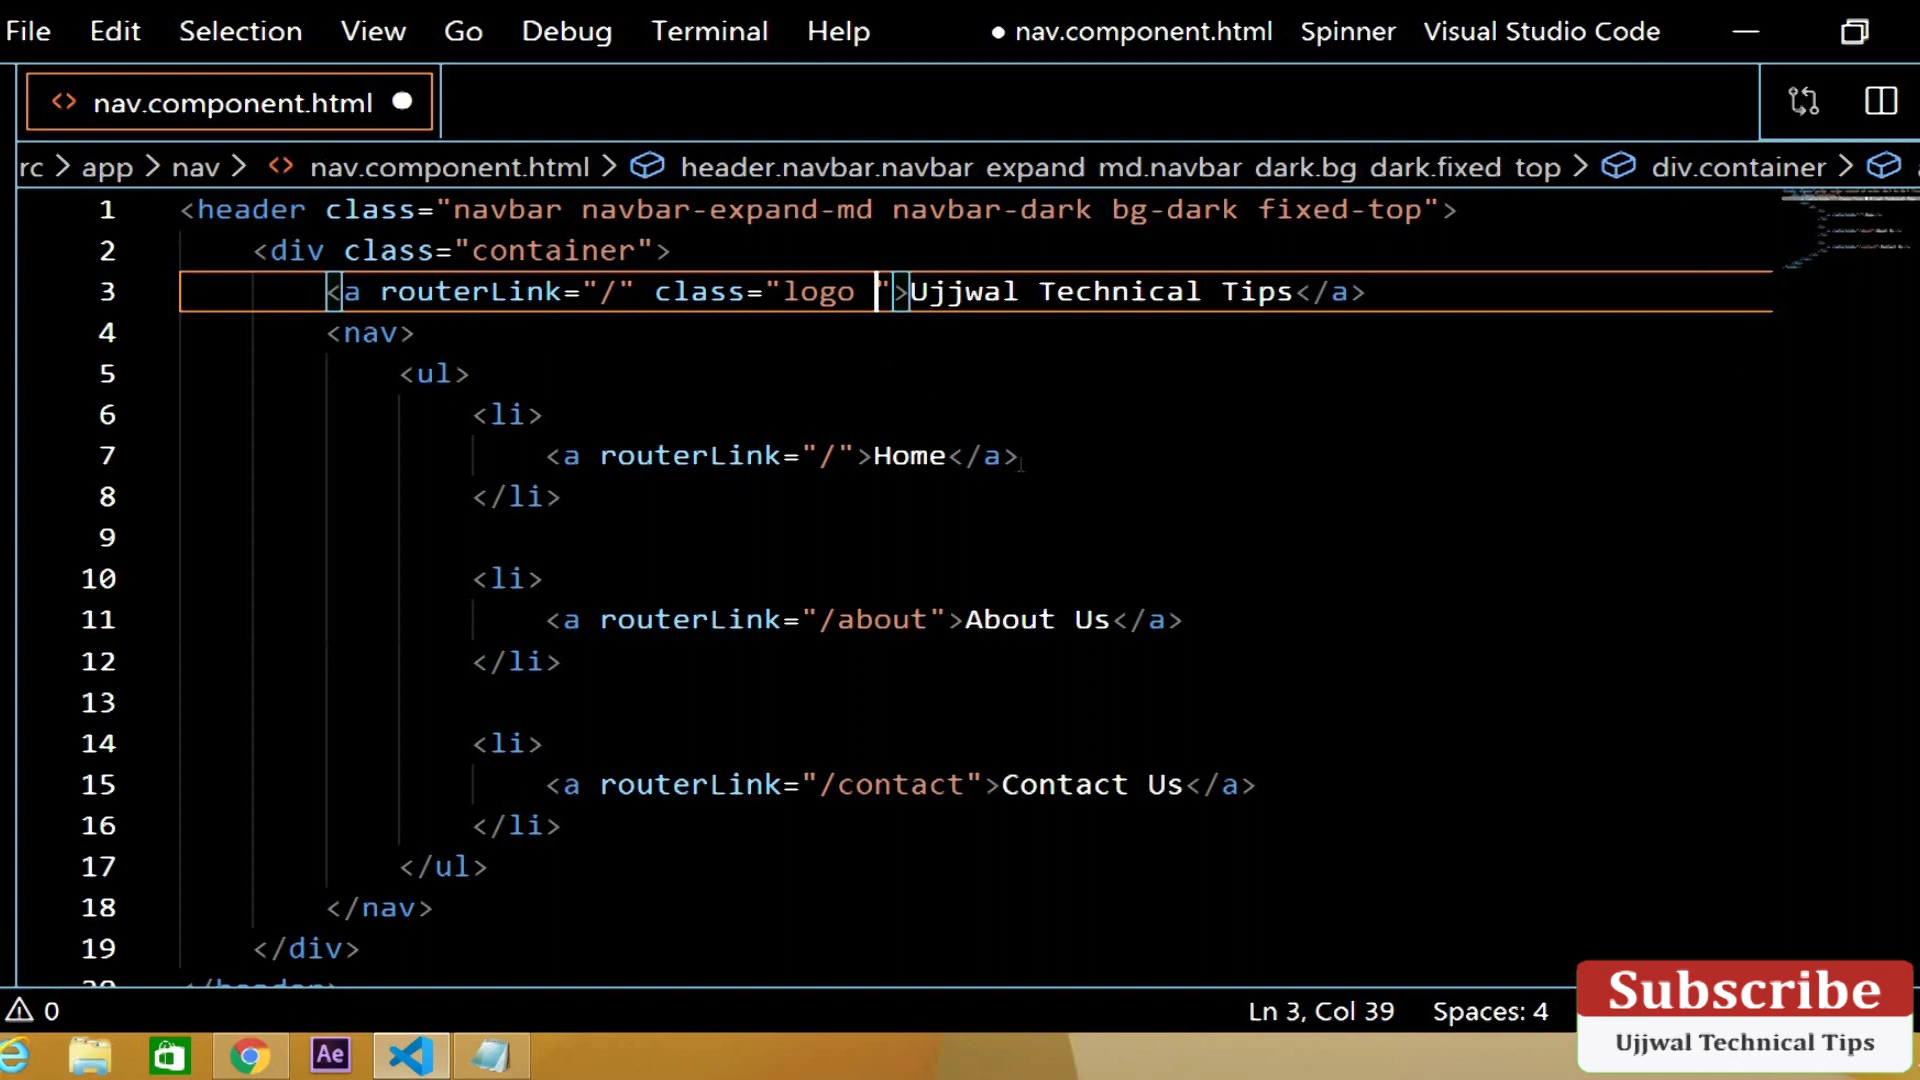 File Edit Selection View Go Debug Terminal Help ● nav.component.html Spinner Visual Studio Code
<> nav.component.html ●
rc > app > nav > <> nav.component.html > header.navbar.navbar expand md.navbar dark.bg dark.fixed top > div.container >
1 <header class="navbar navbar-expand-md navbar-dark bg-dark fixed-top">
2 <div class="container">
3 <a routerLink="/" class="logo ">Ujjwal Technical Tips</a>
4 <nav>
5 <ul>
6 <li>
7 <a routerLink="/">Home</a>
8 </li>
9
10 <li>
11 <a routerLink="/about">About Us</a>
12 </li>
13
14 <li>
15 <a routerLink="/contact">Contact Us</a>
16 </li>
17 </ul>
18 </nav>
19 </div>
20 </header>
0 Ln 3, Col 39 Spaces: 4
Subscribe
Ujjwal Technical Tips
Ae